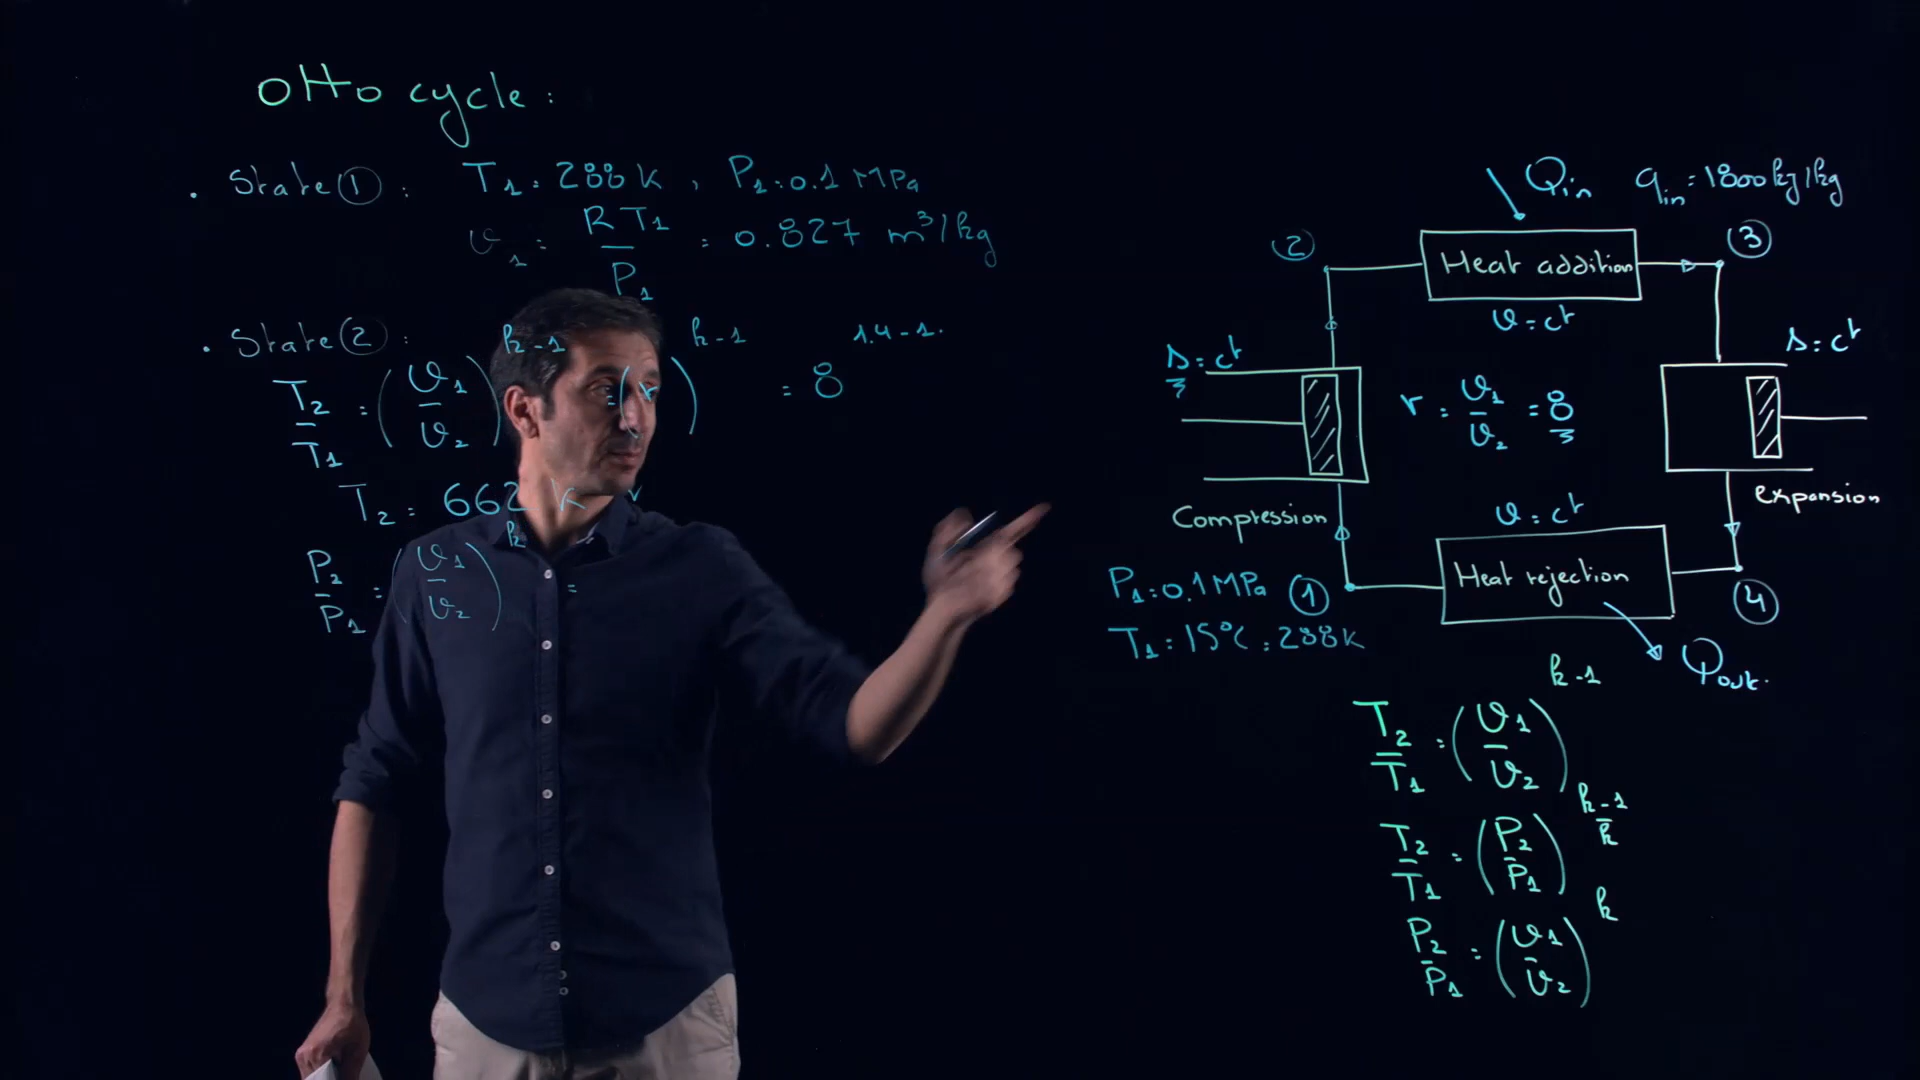 Otto cycle :
. State ① : T₁ = 288 K , P₁ = 0.1 MPa
v₁ = R T₁ / P₁ = 0.827 m³/kg
. State ② :
T₂/T₁ = (v₁/v₂)^(k-1) = (r)^(k-1) = 8^(1.4-1.)
T₂ = 662 K
P₂/P₁ = (v₁/v₂)^k =
Qin qin = 1800 kJ/kg
② Heat addition ③
v = cᵗ
s = cᵗ s = cᵗ
r = v₁/v₂ = 8
Compression expansion
v = cᵗ
P₁ = 0.1 MPa ① Heat rejection ④
T₁ = 15°C = 288 K
Qout.
T₂/T₁ = (v₁/v₂)^(k-1)
T₂/T₁ = (P₂/P₁)^((k-1)/k)
P₂/P₁ = (v₁/v₂)^k